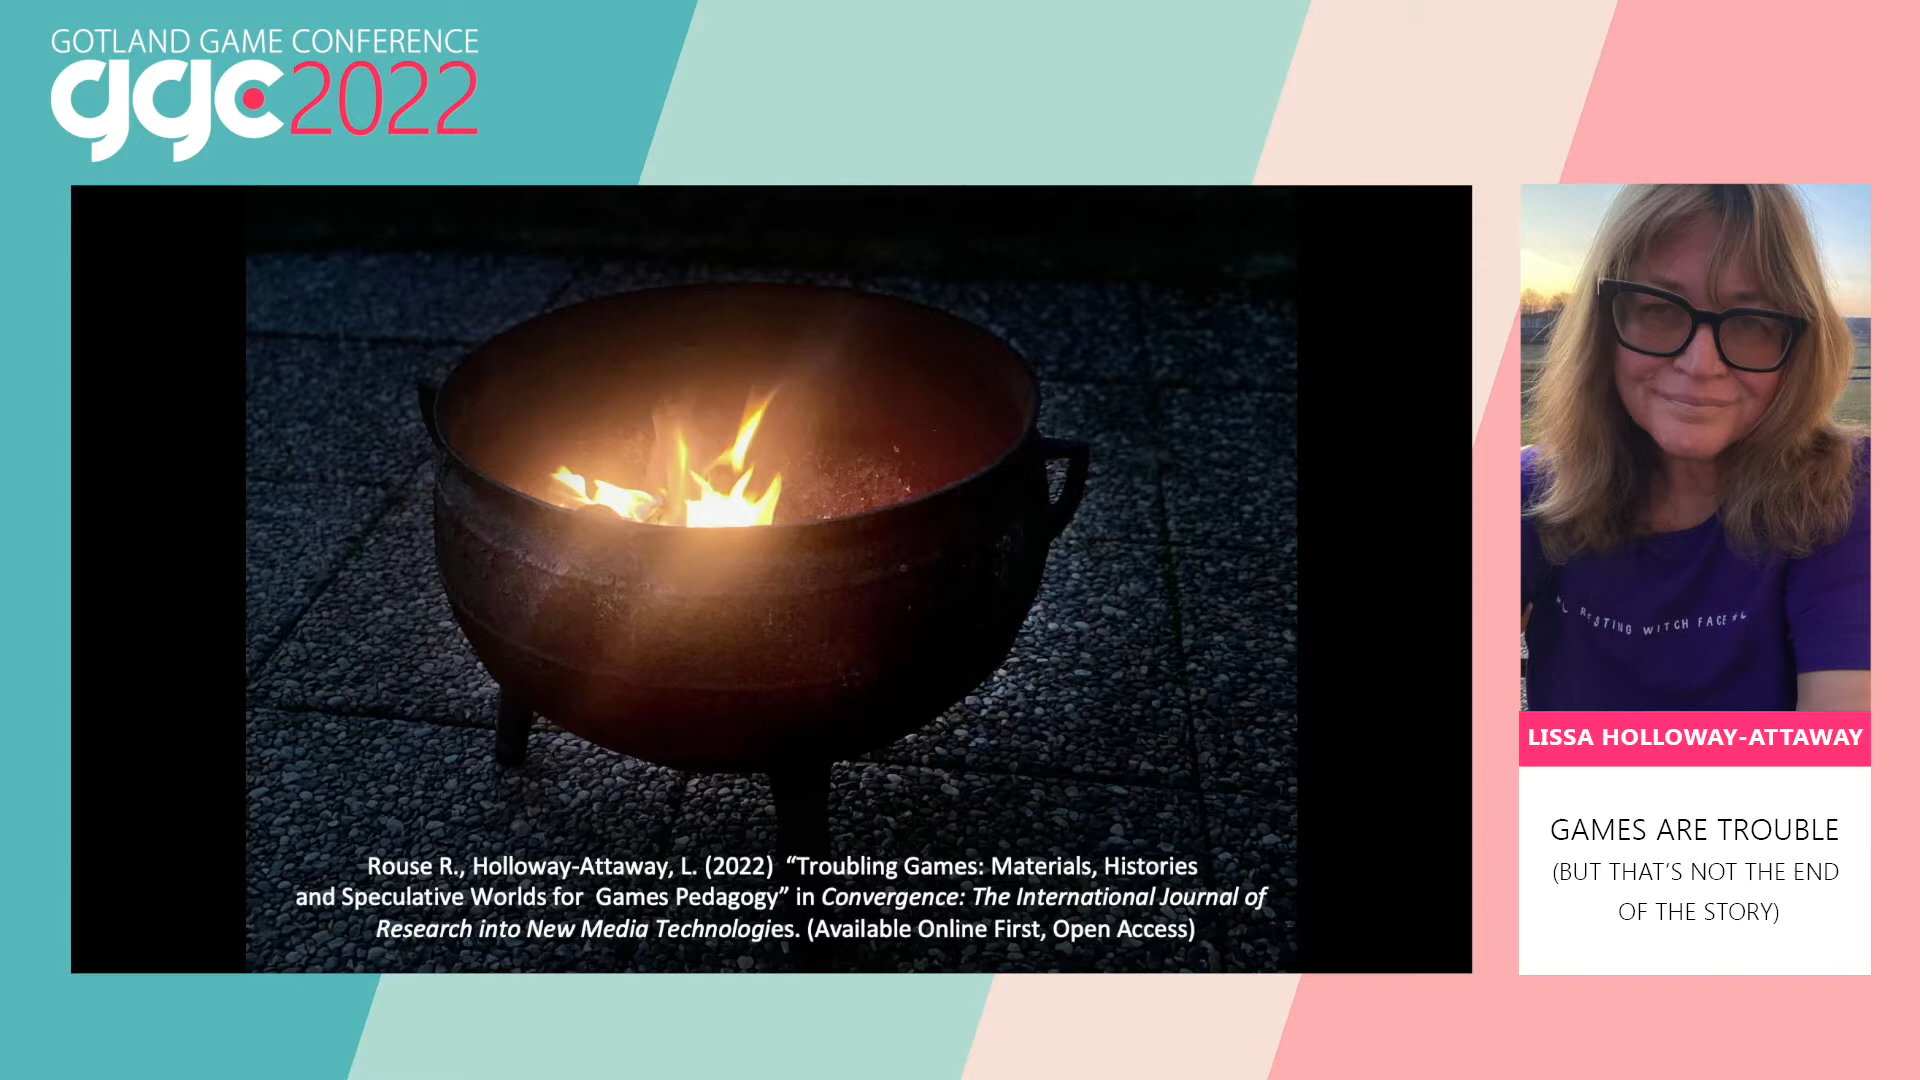 GOTLAND GAME CONFERENCE
ggc2022
Rouse R., Holloway-Attaway, L. (2022) “Troubling Games: Materials, Histories
and Speculative Worlds for Games Pedagogy” in Convergence: The International Journal of
Research into New Media Technologies. (Available Online First, Open Access)
RESTING WITCH FACE
LISSA HOLLOWAY-ATTAWAY
GAMES ARE TROUBLE
(BUT THAT’S NOT THE END
OF THE STORY)